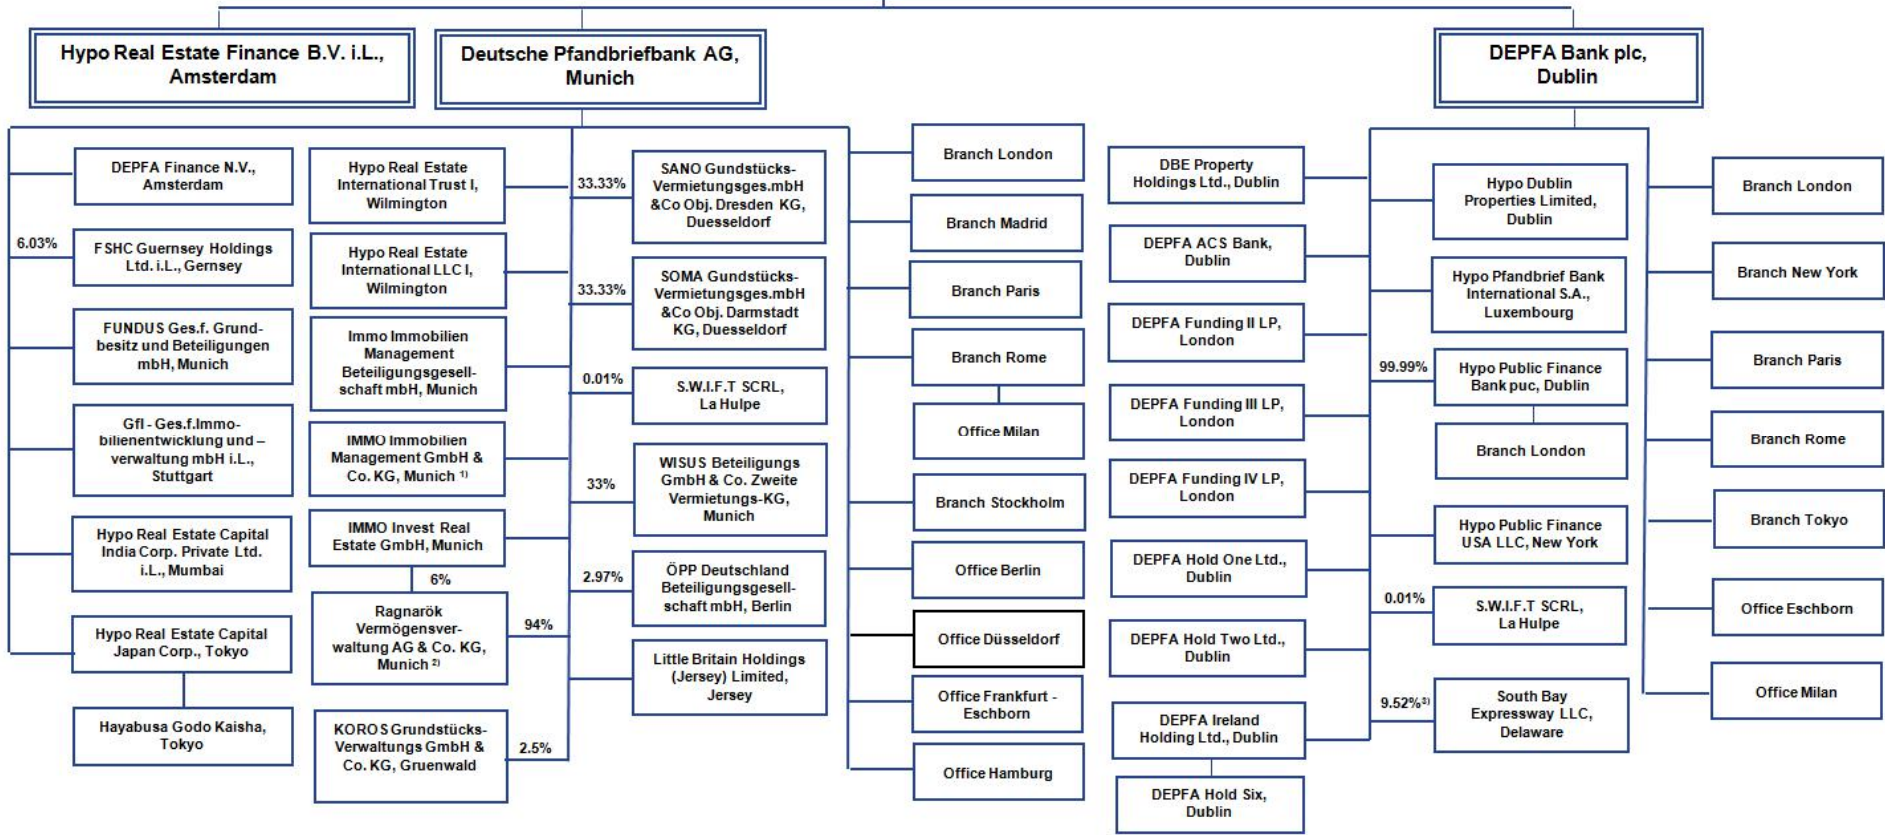 Hypo Real Estate Finance B.V. i.L.,
Amsterdam
Deutsche Pfandbriefbank AG,
Munich
DEPFA Bank plc,
Dublin
DEPFA Finance N.V.,
Amsterdam
6.03%
FSHC Guernsey Holdings
Ltd. i.L., Gernsey
FUNDUS Ges.f. Grund-
besitz und Beteiligungen
mbH, Munich
GfI - Ges.f.Immo-
bilienentwicklung und –
verwaltung mbH i.L.,
Stuttgart
Hypo Real Estate Capital
India Corp. Private Ltd.
i.L., Mumbai
Hypo Real Estate Capital
Japan Corp., Tokyo
Hayabusa Godo Kaisha,
Tokyo
Hypo Real Estate
International Trust I,
Wilmington
Hypo Real Estate
International LLC I,
Wilmington
Immo Immobilien
Management
Beteiligungsgesell-
schaft mbH, Munich
IMMO Immobilien
Management GmbH &
Co. KG, Munich ¹⁾
IMMO Invest Real
Estate GmbH, Munich
6%
Ragnarök
Vermögensver-
waltung AG & Co. KG,
Munich ²⁾
94%
KOROS Grundstücks-
Verwaltungs GmbH &
Co. KG, Gruenwald
2.5%
33.33%
SANO Gundstücks-
Vermietungsges.mbH
&Co Obj. Dresden KG,
Duesseldorf
33.33%
SOMA Gundstücks-
Vermietungsges.mbH
&Co Obj. Darmstadt
KG, Duesseldorf
0.01%
S.W.I.F.T SCRL,
La Hulpe
33%
WISUS Beteiligungs
GmbH & Co. Zweite
Vermietungs-KG,
Munich
2.97%
ÖPP Deutschland
Beteiligungsgesell-
schaft mbH, Berlin
Little Britain Holdings
(Jersey) Limited,
Jersey
Branch London
Branch Madrid
Branch Paris
Branch Rome
Office Milan
Branch Stockholm
Office Berlin
Office Düsseldorf
Office Frankfurt -
Eschborn
Office Hamburg
DBE Property
Holdings Ltd., Dublin
DEPFA ACS Bank,
Dublin
DEPFA Funding II LP,
London
DEPFA Funding III LP,
London
DEPFA Funding IV LP,
London
DEPFA Hold One Ltd.,
Dublin
DEPFA Hold Two Ltd.,
Dublin
DEPFA Ireland
Holding Ltd., Dublin
DEPFA Hold Six,
Dublin
Hypo Dublin
Properties Limited,
Dublin
Hypo Pfandbrief Bank
International S.A.,
Luxembourg
99.99%
Hypo Public Finance
Bank puc, Dublin
Branch London
Hypo Public Finance
USA LLC, New York
0.01%
S.W.I.F.T SCRL,
La Hulpe
9.52%³⁾
South Bay
Expressway LLC,
Delaware
Branch London
Branch New York
Branch Paris
Branch Rome
Branch Tokyo
Office Eschborn
Office Milan